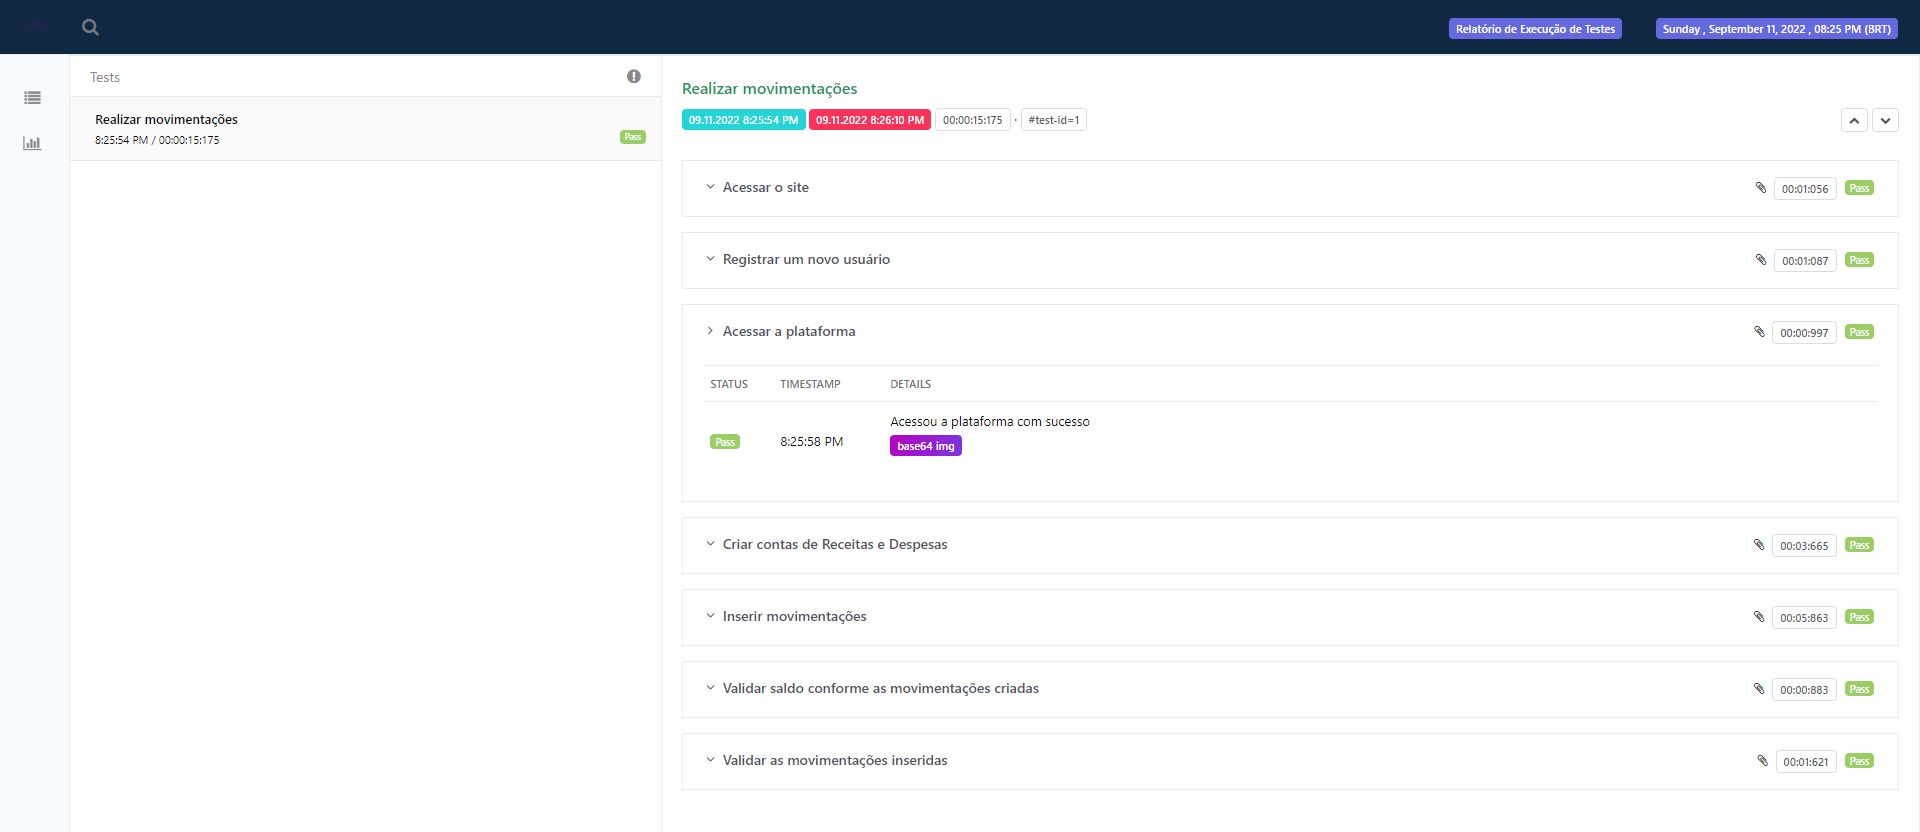 Relatório de Execução de Testes
Sunday , September 11, 2022 , 08:25 PM (BRT)
Tests
Realizar movimentações
8:25:54 PM / 00:00:15:175
Pass
Realizar movimentações
09.11.2022 8:25:54 PM 09.11.2022 8:26:10 PM 00:00:15:175 · #test-id=1
Acessar o site 00:01:056 Pass
Registrar um novo usuário 00:01:087 Pass
Acessar a plataforma 00:00:997 Pass
STATUS TIMESTAMP DETAILS
Acessou a plataforma com sucesso
Pass 8:25:58 PM
base64 img
Criar contas de Receitas e Despesas 00:03:665 Pass
Inserir movimentações 00:05:863 Pass
Validar saldo conforme as movimentações criadas 00:00:883 Pass
Validar as movimentações inseridas 00:01:621 Pass